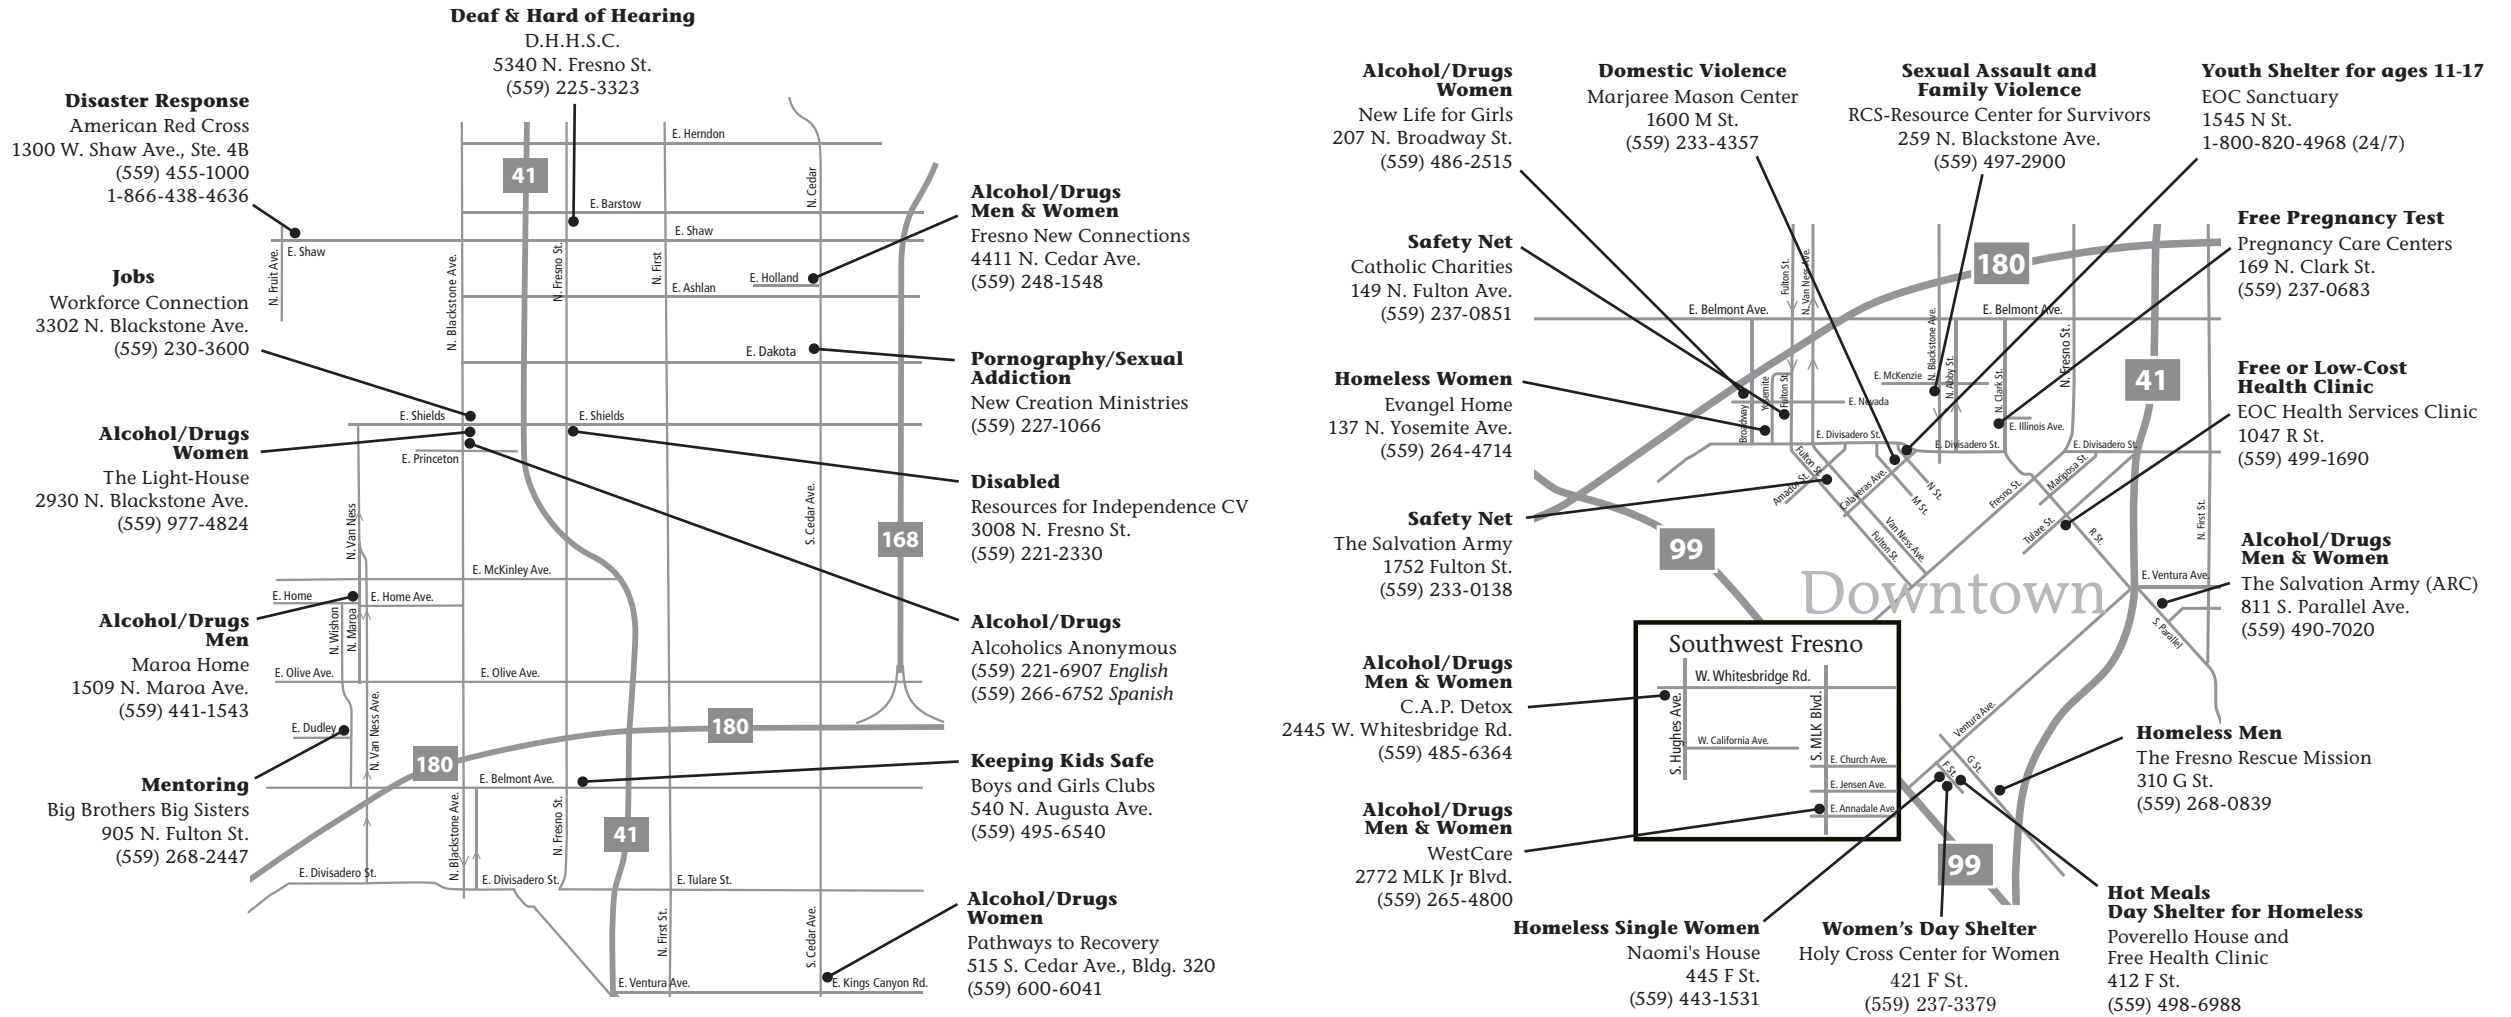 Deaf & Hard of Hearing
D.H.H.S.C.
5340 N. Fresno St.
(559) 225-3323
Disaster Response
American Red Cross
1300 W. Shaw Ave., Ste. 4B
(559) 455-1000
1-866-438-4636
Jobs
Workforce Connection
3302 N. Blackstone Ave.
(559) 230-3600
Alcohol/Drugs
Women
The Light-House
2930 N. Blackstone Ave.
(559) 977-4824
Alcohol/Drugs
Men
Maroa Home
1509 N. Maroa Ave.
(559) 441-1543
Mentoring
Big Brothers Big Sisters
905 N. Fulton St.
(559) 268-2447
41
E. Herndon
N. Cedar
E. Barstow
E. Shaw
E. Shaw
N. Fruit Ave.
N. Blackstone Ave.
N. Fresno St.
N. First
E. Holland
E. Ashlan
E. Dakota
E. Shields
E. Shields
E. Princeton
N. Van Ness
S. Cedar Ave.
168
E. McKinley Ave.
E. Home
E. Home Ave.
N. Wishon
N. Maroa
E. Olive Ave.
E. Olive Ave.
N. Van Ness Ave.
E. Dudley
180
180
E. Belmont Ave.
N. Blackstone Ave.
N. Fresno St.
41
E. Divisadero St.
E. Divisadero St.
E. Tulare St.
N. First St.
S. Cedar Ave.
E. Ventura Ave.
E. Kings Canyon Rd.
Alcohol/Drugs
Men & Women
Fresno New Connections
4411 N. Cedar Ave.
(559) 248-1548
Pornography/Sexual
Addiction
New Creation Ministries
(559) 227-1066
Disabled
Resources for Independence CV
3008 N. Fresno St.
(559) 221-2330
Alcohol/Drugs
Alcoholics Anonymous
(559) 221-6907 English
(559) 266-6752 Spanish
Keeping Kids Safe
Boys and Girls Clubs
540 N. Augusta Ave.
(559) 495-6540
Alcohol/Drugs
Women
Pathways to Recovery
515 S. Cedar Ave., Bldg. 320
(559) 600-6041
Alcohol/Drugs
Women
New Life for Girls
207 N. Broadway St.
(559) 486-2515
Domestic Violence
Marjaree Mason Center
1600 M St.
(559) 233-4357
Sexual Assault and
Family Violence
RCS-Resource Center for Survivors
259 N. Blackstone Ave.
(559) 497-2900
Youth Shelter for ages 11-17
EOC Sanctuary
1545 N St.
1-800-820-4968 (24/7)
Safety Net
Catholic Charities
149 N. Fulton Ave.
(559) 237-0851
Homeless Women
Evangel Home
137 N. Yosemite Ave.
(559) 264-4714
Safety Net
The Salvation Army
1752 Fulton St.
(559) 233-0138
Alcohol/Drugs
Men & Women
C.A.P. Detox
2445 W. Whitesbridge Rd.
(559) 485-6364
Alcohol/Drugs
Men & Women
WestCare
2772 MLK Jr Blvd.
(559) 265-4800
Fulton St.
N. Van Ness Ave.
180
E. Belmont Ave.
E. Belmont Ave.
N. Blackstone Ave.
N. Abby St.
N. Clark St.
N. Fresno St.
41
E. McKenzie
E. Nevada
Broadway
Yosemite
Fulton St.
E. Illinois Ave.
E. Divisadero St.
E. Divisadero St.
E. Divisadero St.
Fulton St.
Amador St.
Calaveras Ave.
N St.
M St.
Mariposa St.
Fresno St.
Tulare St.
R St.
N. First St.
Van Ness Ave.
Fulton St.
99
Downtown
E. Ventura Ave.
S. Parallel
Southwest Fresno
W. Whitesbridge Rd.
S. Hughes Ave.
S. MLK Blvd.
W. California Ave.
E. Church Ave.
E. Jensen Ave.
E. Annadale Ave.
Ventura Ave.
G St.
F St.
99
Free Pregnancy Test
Pregnancy Care Centers
169 N. Clark St.
(559) 237-0683
Free or Low-Cost
Health Clinic
EOC Health Services Clinic
1047 R St.
(559) 499-1690
Alcohol/Drugs
Men & Women
The Salvation Army (ARC)
811 S. Parallel Ave.
(559) 490-7020
Homeless Men
The Fresno Rescue Mission
310 G St.
(559) 268-0839
Homeless Single Women
Naomi's House
445 F St.
(559) 443-1531
Women's Day Shelter
Holy Cross Center for Women
421 F St.
(559) 237-3379
Hot Meals
Day Shelter for Homeless
Poverello House and
Free Health Clinic
412 F St.
(559) 498-6988